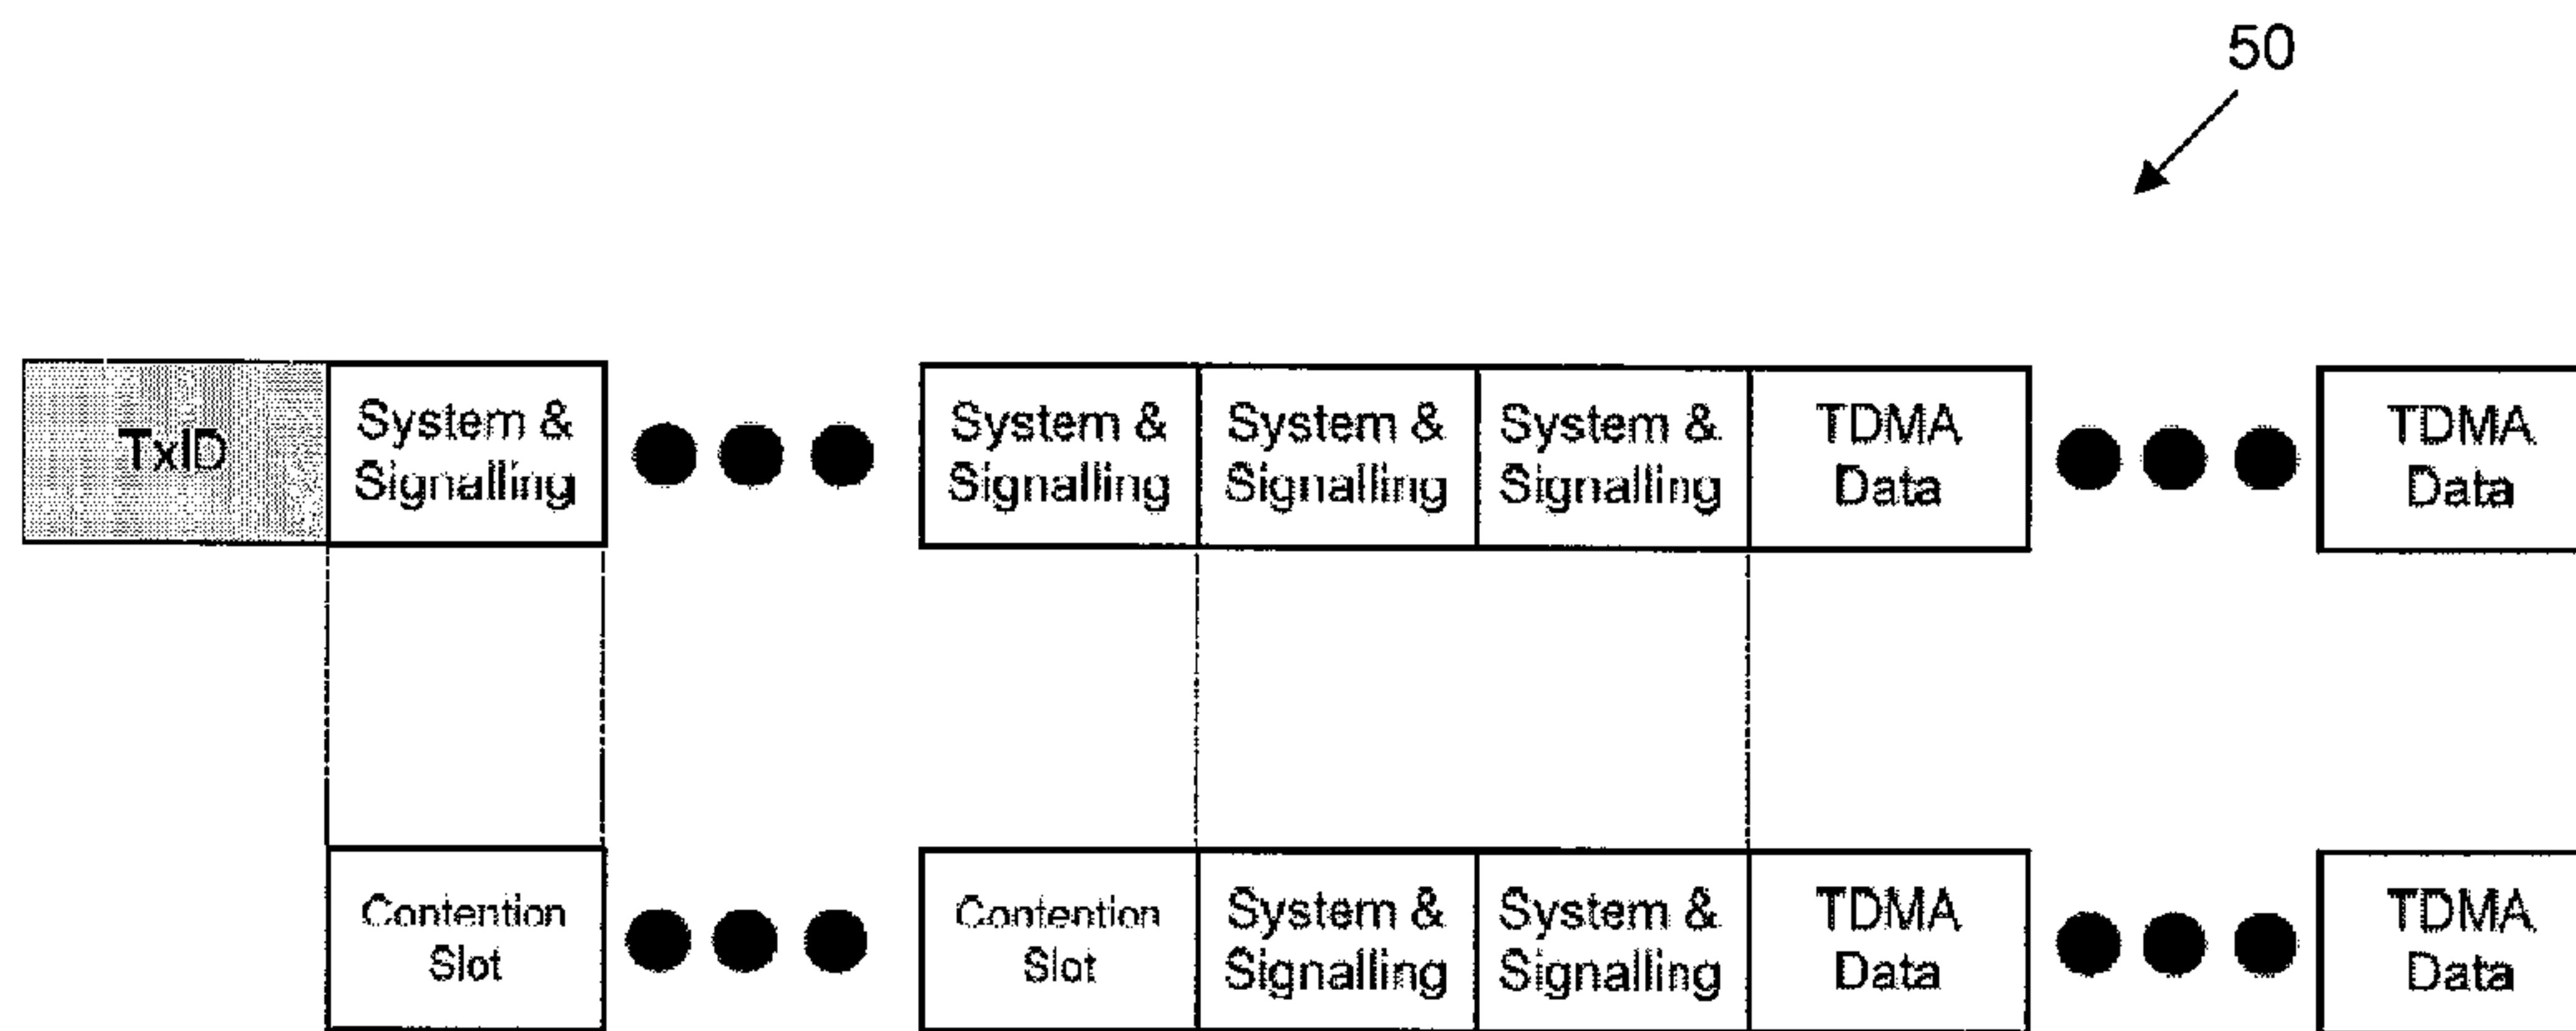 50
TxID
System &
Signalling
System &
Signalling
System &
Signalling
System &
Signalling
TDMA
Data
TDMA
Data
Contention
Slot
Contention
Slot
System &
Signalling
System &
Signalling
TDMA
Data
TDMA
Data